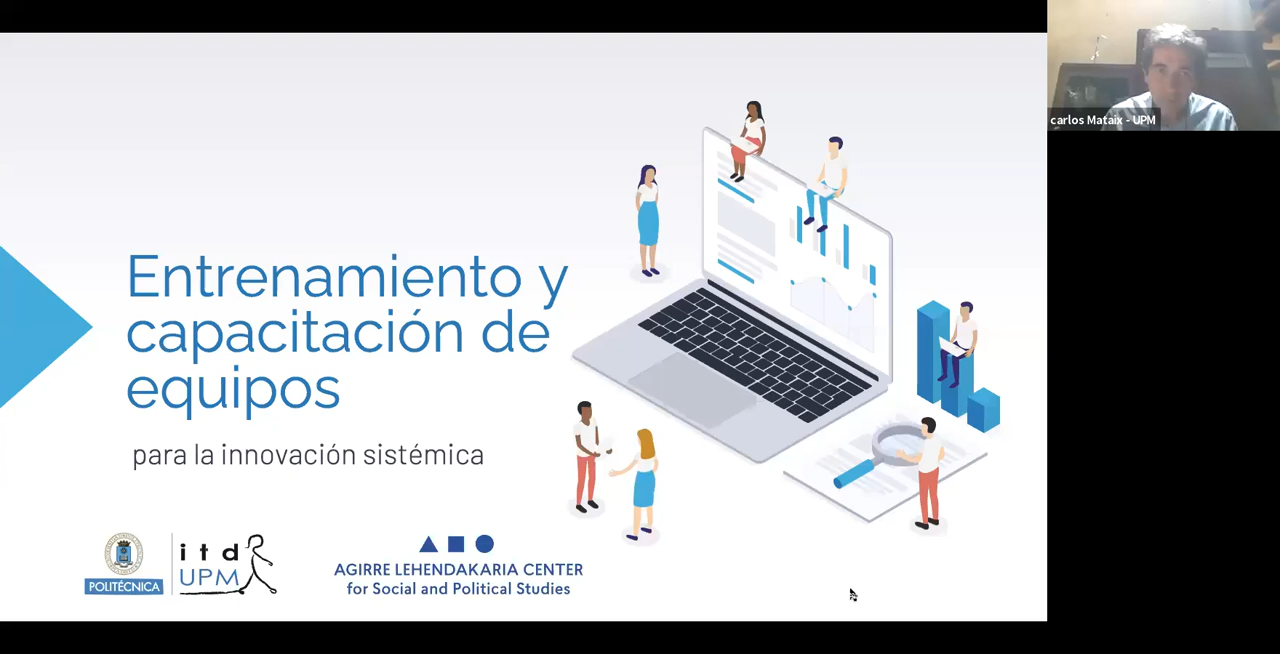 carlos Mataix - UPM
Entrenamiento y
capacitación de
equipos
para la innovación sistémica
POLITÉCNICA
itd
UPM
AGIRRE LEHENDAKARIA CENTER
for Social and Political Studies